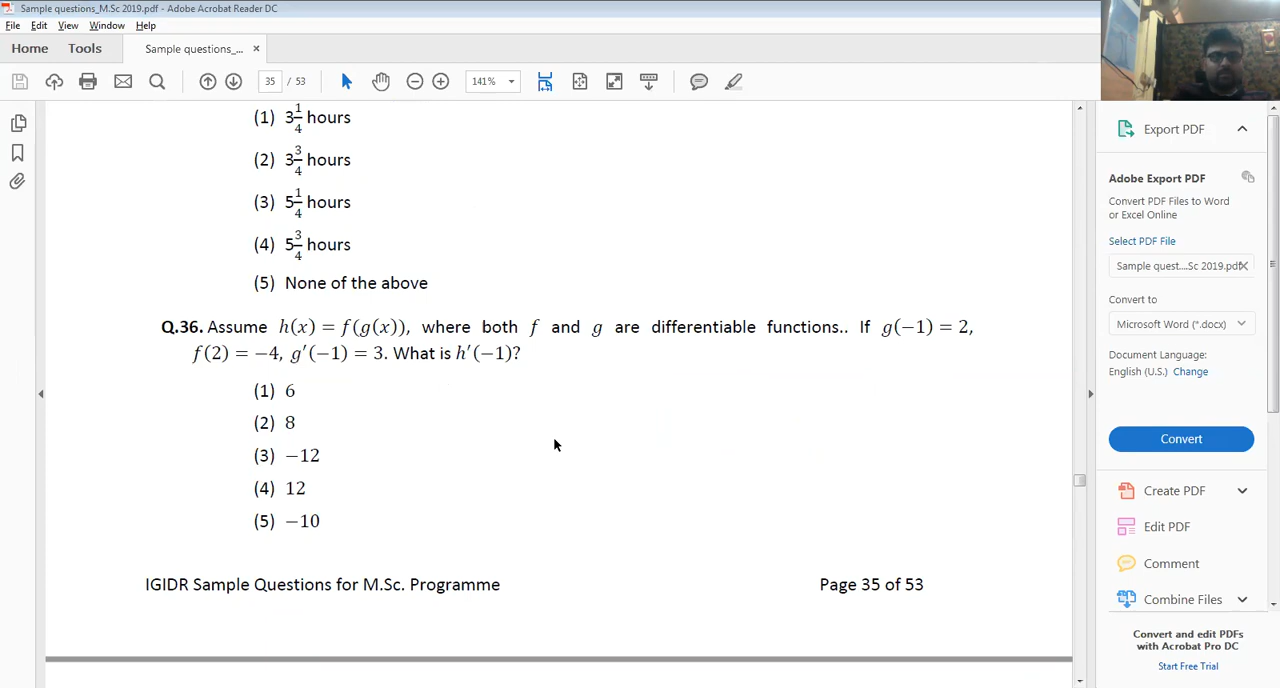 Sample questions_M.Sc 2019.pdf - Adobe Acrobat Reader DC
File Edit View Window Help
Home Tools Sample questions_... ×
35 / 53 141%
(1) 3 1/4 hours
(2) 3 3/4 hours
(3) 5 1/4 hours
(4) 5 3/4 hours
(5) None of the above
Q.36. Assume h(x) = f(g(x)), where both f and g are differentiable functions.. If g(−1) = 2,
f(2) = −4, g′(−1) = 3. What is h′(−1)?
(1) 6
(2) 8
(3) −12
(4) 12
(5) −10
IGIDR Sample Questions for M.Sc. Programme Page 35 of 53
Export PDF
Adobe Export PDF
Convert PDF Files to Word
or Excel Online
Select PDF File
Sample quest....Sc 2019.pdf ×
Convert to
Microsoft Word (*.docx)
Document Language:
English (U.S.) Change
Convert
Create PDF
Edit PDF
Comment
Combine Files
Convert and edit PDFs
with Acrobat Pro DC
Start Free Trial